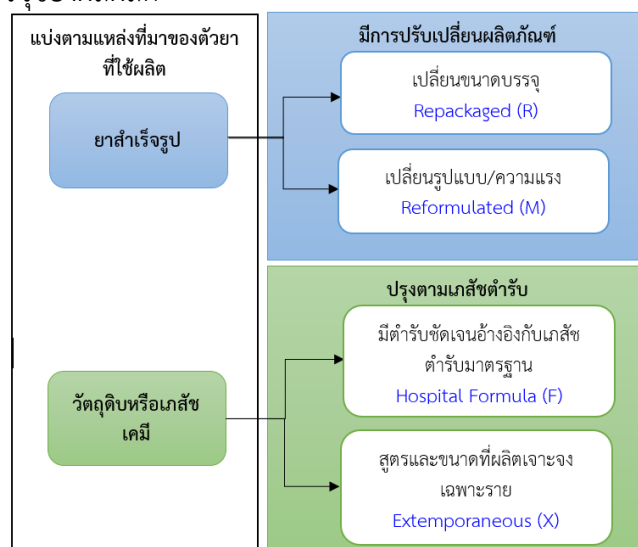 แบ่งตามแหล่งที่มาของตัวยา
ที่ใช้ผลิต
ยาสำเร็จรูป
มีการปรับเปลี่ยนผลิตภัณฑ์
เปลี่ยนขนาดบรรจุ
Repackaged (R)
เปลี่ยนรูปแบบ/ความแรง
Reformulated (M)
วัตถุดิบหรือเภสัช
เคมี
ปรุงตามเภสัชตำรับ
มีตำรับชัดเจนอ้างอิงกับเภสัช
ตำรับมาตรฐาน
Hospital Formula (F)
สูตรและขนาดที่ผลิตเจาะจง
เฉพาะราย
Extemporaneous (X)